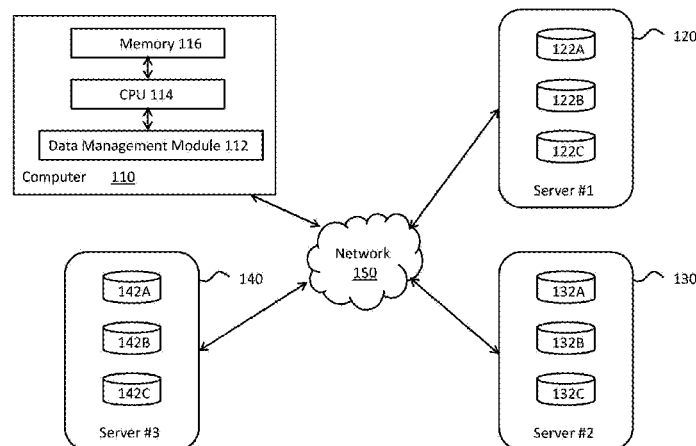 Memory 116
CPU 114
Data Management Module 112
Computer 110
122A
122B
122C
Server #1
120
Network
150
142A
142B
142C
Server #3
140
132A
132B
132C
Server #2
130